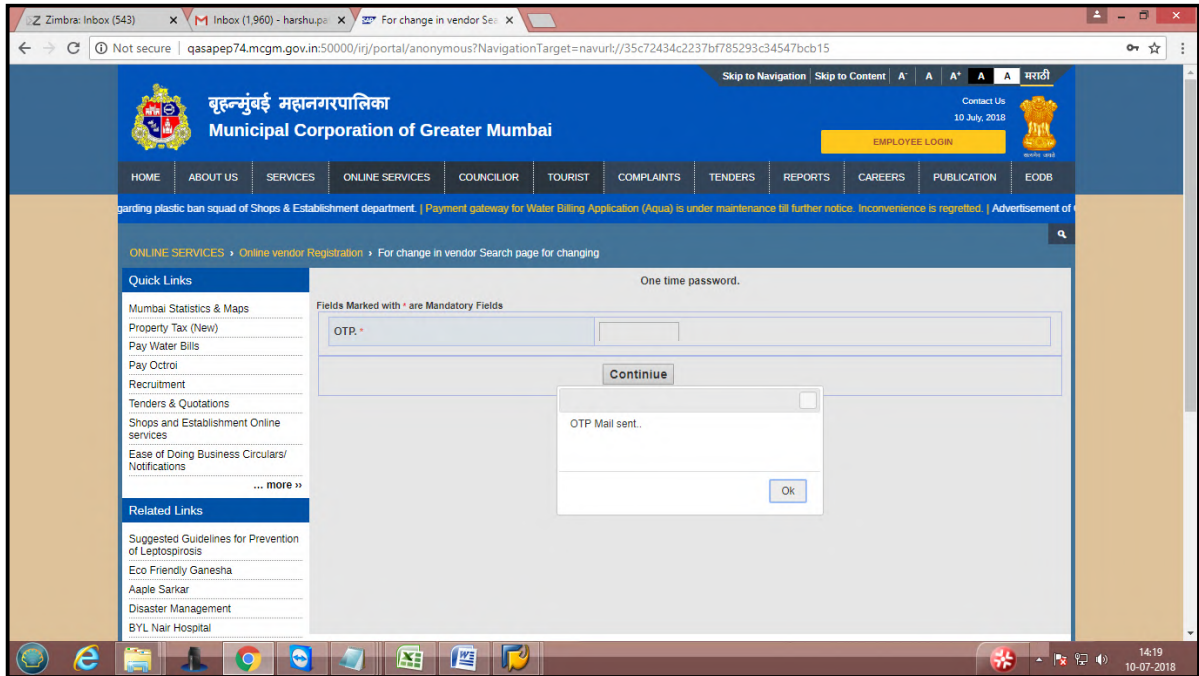 Zimbra: Inbox (543)
Inbox (1,960) - harshu.pa
For change in vendor Sea
Not secure | qasapep74.mcgm.gov.in:50000/irj/portal/anonymous?NavigationTarget=navurl://35c72434c2237bf785293c34547bcb15
Skip to Navigation Skip to Content A- A A+ A A मराठी
बृहन्मुंबई महानगरपालिका
Municipal Corporation of Greater Mumbai
Contact Us
10 July, 2018
EMPLOYEE LOGIN
सत्यमेव जयते
HOME ABOUT US SERVICES ONLINE SERVICES COUNCILIOR TOURIST COMPLAINTS TENDERS REPORTS CAREERS PUBLICATION EODB
garding plastic ban squad of Shops & Establishment department. | Payment gateway for Water Billing Application (Aqua) is under maintenance till further notice. Inconvenience is regretted. | Advertisement of
ONLINE SERVICES › Online vendor Registration › For change in vendor Search page for changing
Quick Links
Mumbai Statistics & Maps
Property Tax (New)
Pay Water Bills
Pay Octroi
Recruitment
Tenders & Quotations
Shops and Establishment Online
services
Ease of Doing Business Circulars/
Notifications
... more ››
Related Links
Suggested Guidelines for Prevention
of Leptospirosis
Eco Friendly Ganesha
Aaple Sarkar
Disaster Management
BYL Nair Hospital
One time password.
Fields Marked with * are Mandatory Fields
OTP. *
Continiue
OTP Mail sent..
Ok
14:19
10-07-2018